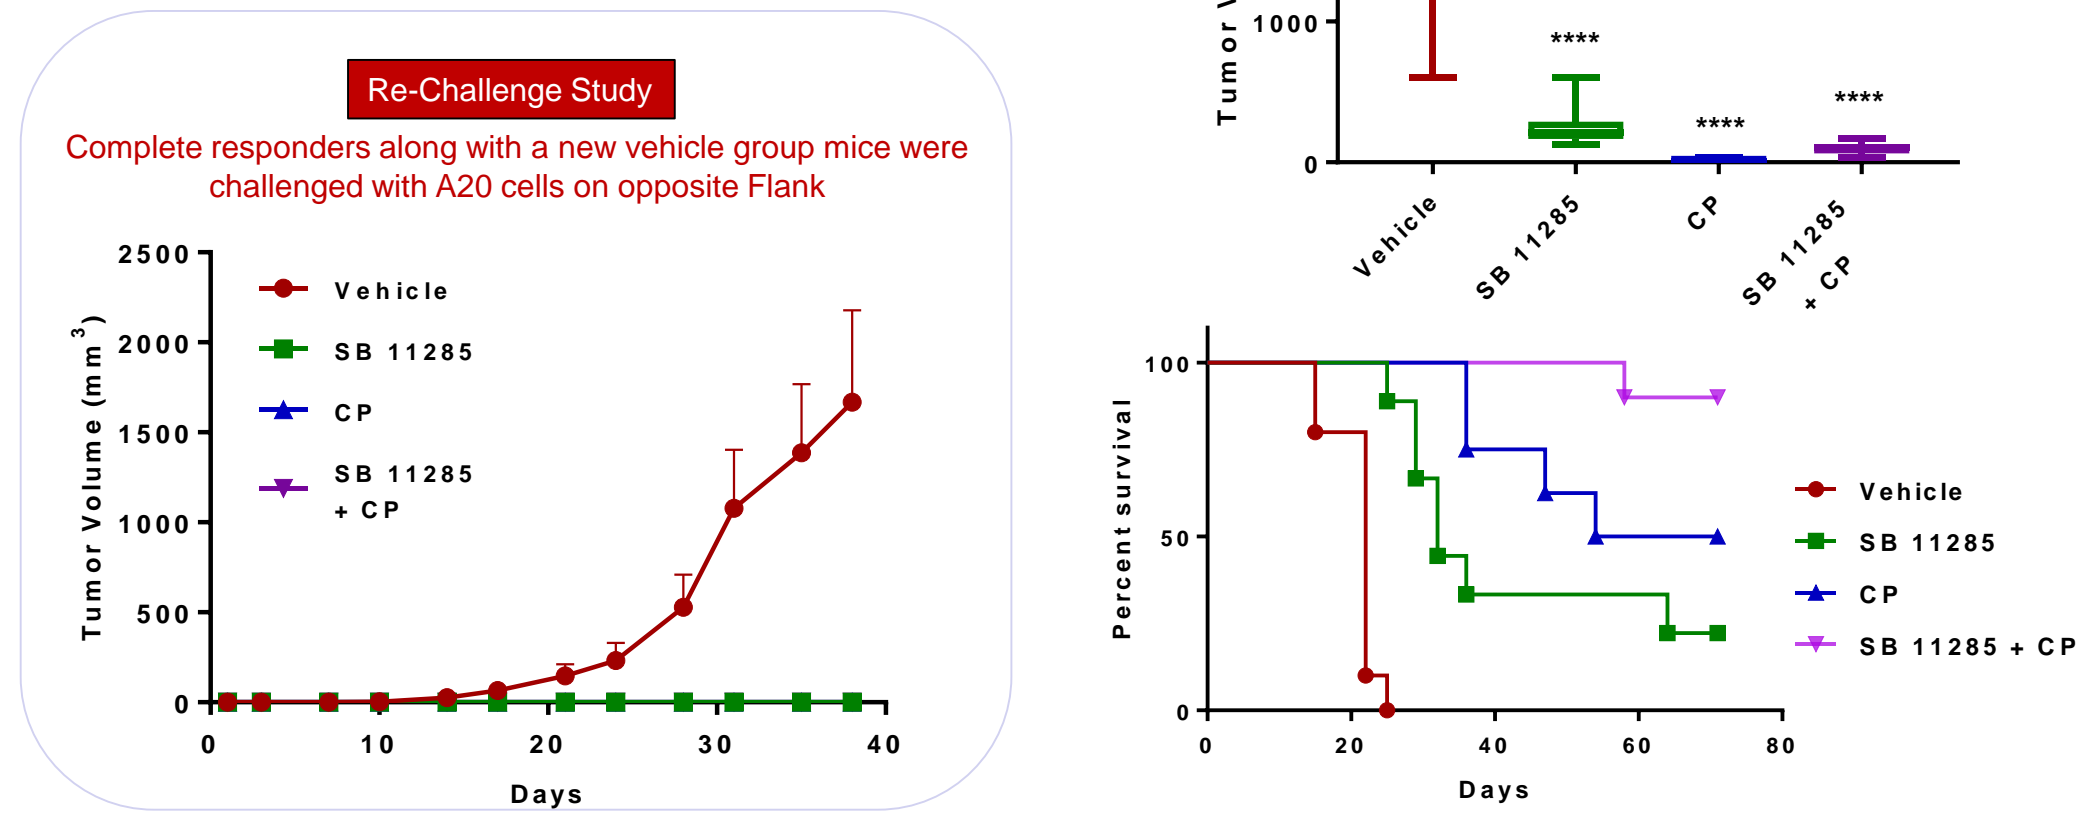 Re-Challenge Study
Complete responders along with a new vehicle group mice were
challenged with A20 cells on opposite Flank
2500
2000
1500
1000
500
0
Tumor Volume (mm³)
Vehicle
SB 11285
CP
SB 11285
+ CP
0 10 20 30 40
Days
Tumor
1000
0
****
****
****
Vehicle
SB 11285
CP
SB 11285
+ CP
100
50
0
Percent survival
Vehicle
SB 11285
CP
SB 11285 + CP
0 20 40 60 80
Days